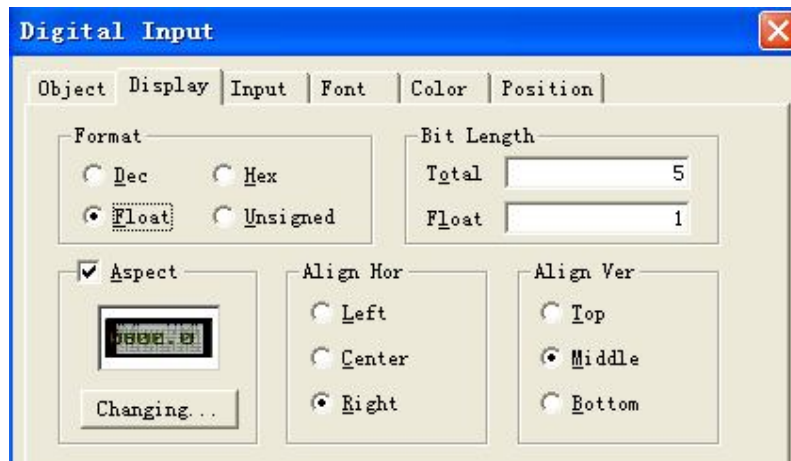 Digital Input
Object Display Input Font Color Position
Format
Dec Hex
Float Unsigned
Bit Length
Total 5
Float 1
Aspect
Changing...
Align Hor
Left
Center
Right
Align Ver
Top
Middle
Bottom